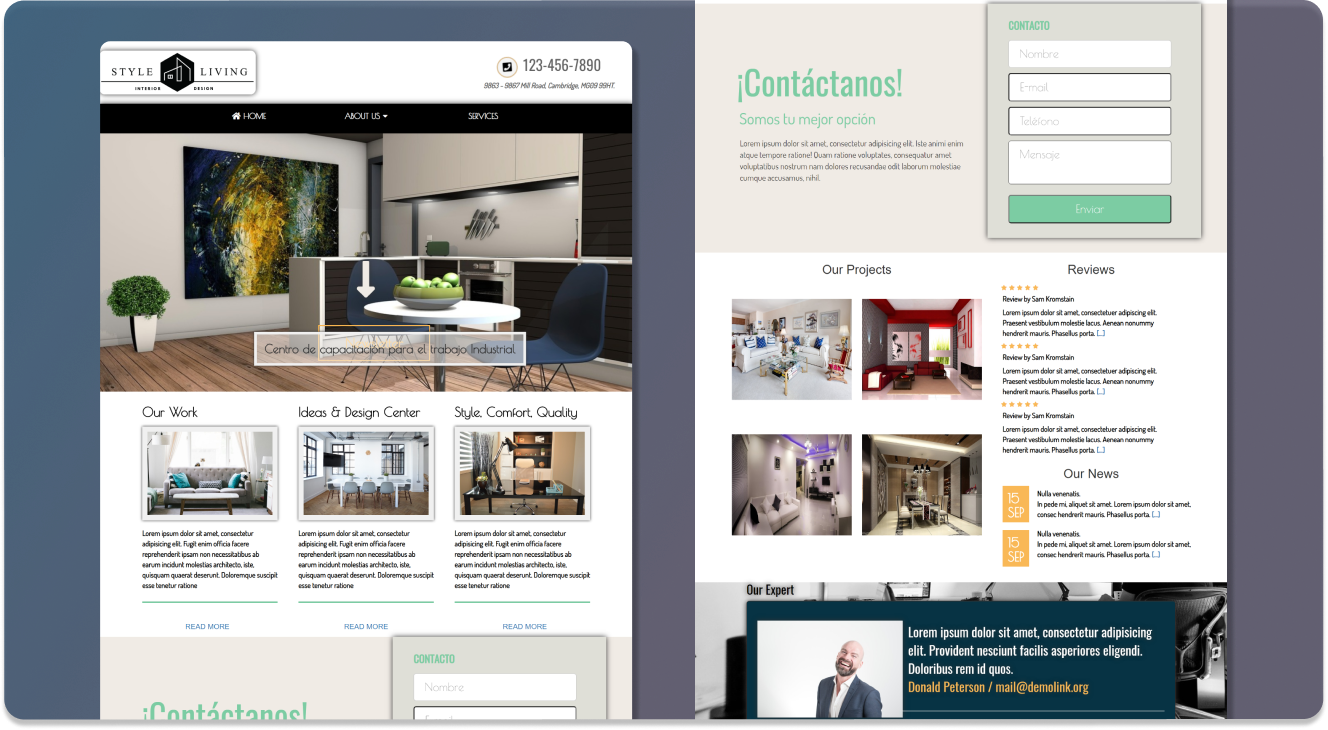 STYLE LIVING
INTERIOR DESIGN
123-456-7890
9863 - 9867 Mill Road, Cambridge, MG09 99HT.
HOME
ABOUT US
SERVICES
Centro de capacitación para el trabajo Industrial
Our Work
Lorem ipsum dolor sit amet, consectetur
adipisicing elit. Fugit enim officia facere
reprehenderit ipsam non necessitatibus ab
earum incidunt molestias architecto, iste,
quisquam quaerat deserunt. Doloremque suscipit
esse tenetur ratione
READ MORE
Ideas & Design Center
Lorem ipsum dolor sit amet, consectetur
adipisicing elit. Fugit enim officia facere
reprehenderit ipsam non necessitatibus ab
earum incidunt molestias architecto, iste,
quisquam quaerat deserunt. Doloremque suscipit
esse tenetur ratione
READ MORE
Style, Comfort, Quality
Lorem ipsum dolor sit amet, consectetur
adipisicing elit. Fugit enim officia facere
reprehenderit ipsam non necessitatibus ab
earum incidunt molestias architecto, iste,
quisquam quaerat deserunt. Doloremque suscipit
esse tenetur ratione
READ MORE
¡Contáctanos!
CONTACTO
Nombre
¡Contáctanos!
Somos tu mejor opción
Lorem ipsum dolor sit amet, consectetur adipisicing elit. Iste animi enim
atque tempore ratione! Quam ratione voluptates, consequatur amet
voluptatibus nostrum nam dolores recusandae odit laborum molestiae
cumque accusamus, nihil.
CONTACTO
Nombre
E-mail
Teléfono
Mensaje
Enviar
Our Projects
Reviews
Review by Sam Kromstain
Lorem ipsum dolor sit amet, consectetuer adipiscing elit.
Praesent vestibulum molestie lacus. Aenean nonummy
hendrerit mauris. Phasellus porta. [...]
Review by Sam Kromstain
Lorem ipsum dolor sit amet, consectetuer adipiscing elit.
Praesent vestibulum molestie lacus. Aenean nonummy
hendrerit mauris. Phasellus porta. [...]
Review by Sam Kromstain
Lorem ipsum dolor sit amet, consectetuer adipiscing elit.
Praesent vestibulum molestie lacus. Aenean nonummy
hendrerit mauris. Phasellus porta. [...]
Our News
15
SEP
Nulla venenatis.
In pede mi, aliquet sit amet. Lorem ipsum dolor sit amet,
consec hendrerit mauris. Phasellus porta. [...]
15
SEP
Nulla venenatis.
In pede mi, aliquet sit amet. Lorem ipsum dolor sit amet,
consec hendrerit mauris. Phasellus porta. [...]
Our Expert
Lorem ipsum dolor sit amet, consectetur adipisicing
elit. Provident nesciunt facilis asperiores eligendi.
Doloribus rem id quos.
Donald Peterson / mail@demolink.org